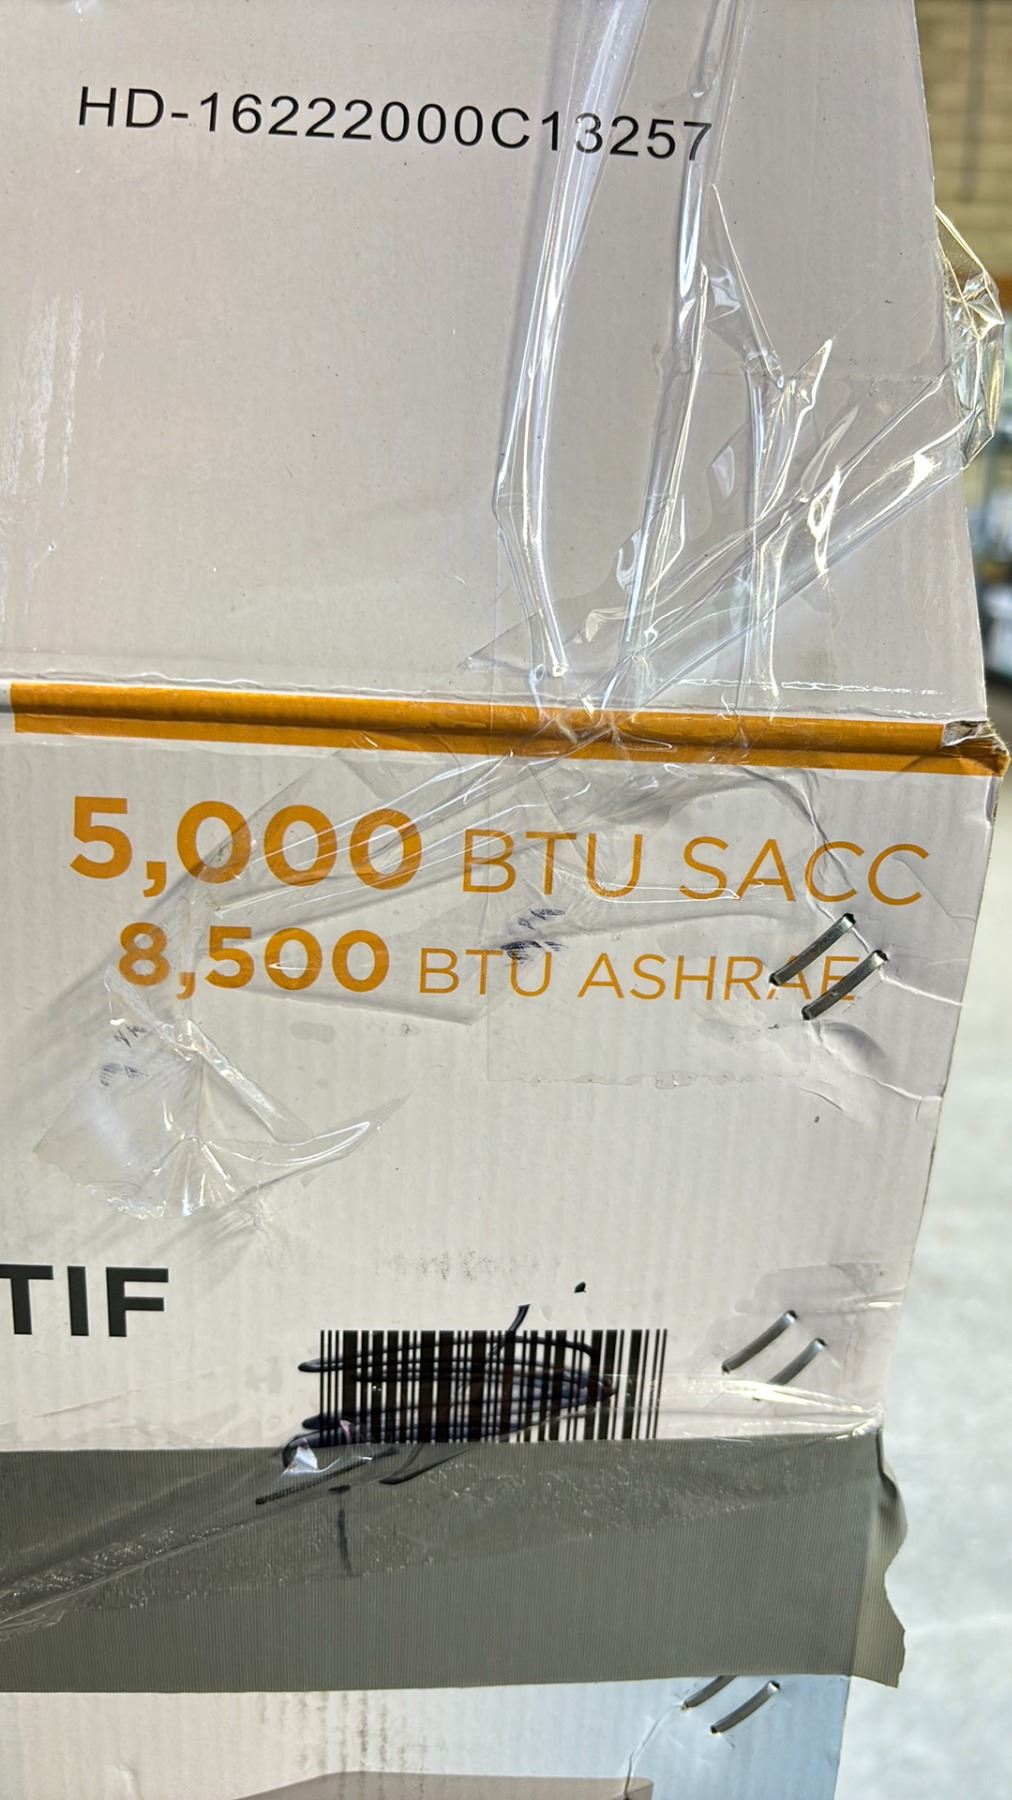 HD-16222000C13257
5,000 BTU SACC
8,500 BTU ASHRAE
TIF